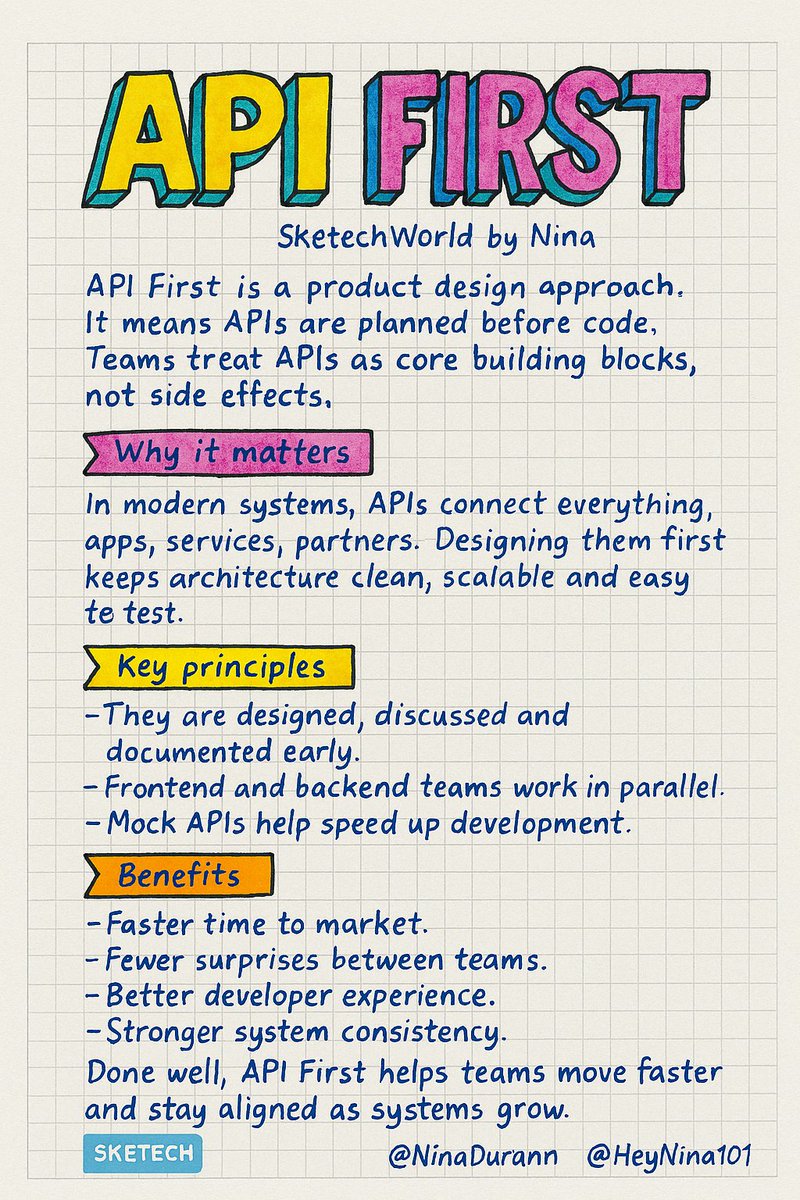 API FIRST
SketechWorld by Nina
API First is a product design approach.
It means APIs are planned before code,
Teams treat APIs as core building blocks,
not side effects,
Why it matters
In modern systems, APIs connect everything,
apps, services, partners. Designing them first
keeps architecture clean, scalable and easy
te test.
Key principles
-They are designed, discussed and
documented early.
-Frontend and backend teams work in parallel.
-Mock APIs help speed up development.
Benefits
-Faster time to market.
-Fewer surprises between teams.
-Better developer experience.
-Stronger system consistency.
Done well, API First helps teams move faster
and stay aligned as systems grow.
SKETECH
@NinaDurann @HeyNina101